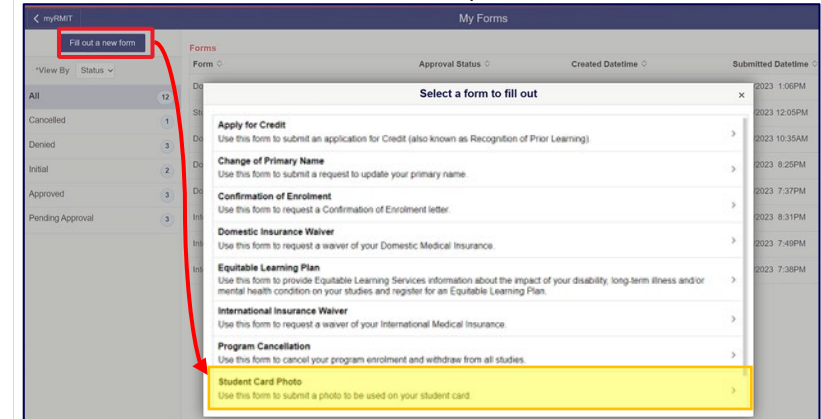 myRMIT
My Forms
Fill out a new form
*View By Status
All 12
Cancelled 1
Denied 3
Initial 2
Approved 3
Pending Approval 3
Forms
Form Approval Status Created Datetime Submitted Datetime
Select a form to fill out ×
Apply for Credit
Use this form to submit an application for Credit (also known as Recognition of Prior Learning).
Change of Primary Name
Use this form to submit a request to update your primary name.
Confirmation of Enrolment
Use this form to request a Confirmation of Enrolment letter.
Domestic Insurance Waiver
Use this form to request a waiver of your Domestic Medical Insurance.
Equitable Learning Plan
Use this form to provide Equitable Learning Services information about the impact of your disability, long-term illness and/or
mental health condition on your studies and register for an Equitable Learning Plan.
International Insurance Waiver
Use this form to request a waiver of your International Medical Insurance.
Program Cancellation
Use this form to cancel your program enrolment and withdraw from all studies.
Student Card Photo
Use this form to submit a photo to be used on your student card.
2023 1:06PM
2023 12:05PM
2023 10:35AM
2023 8:25PM
2023 7:37PM
2023 8:31PM
2023 7:49PM
2023 7:38PM